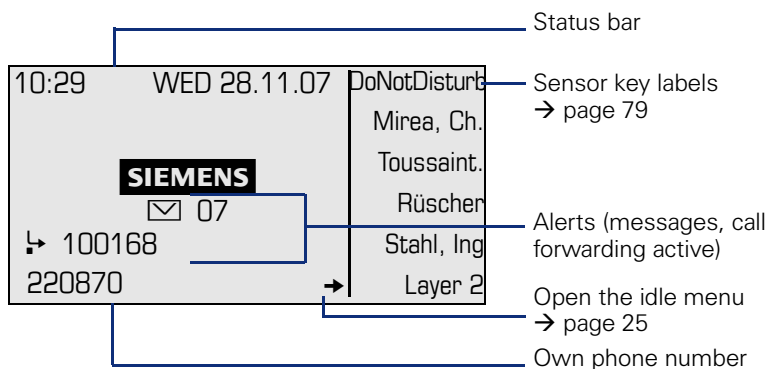 Status bar
10:29 WED 28.11.07
SIEMENS
07
100168
220870
DoNotDisturb
Mirea, Ch.
Toussaint.
Rüscher
Stahl, Ing
Layer 2
Sensor key labels
→ page 79
Alerts (messages, call
forwarding active)
Open the idle menu
→ page 25
Own phone number